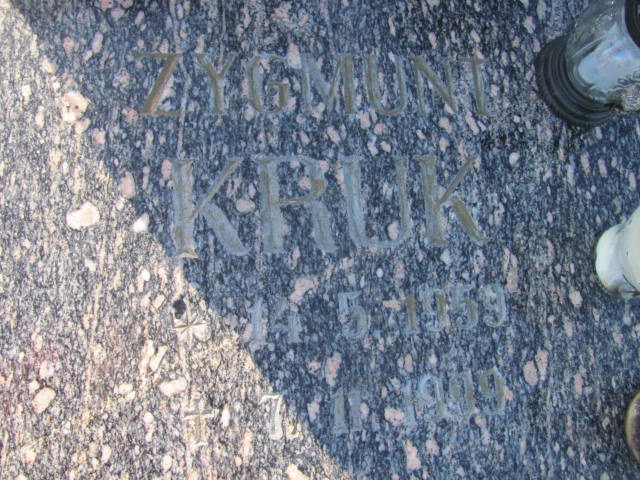 ZYGMUNT
KRUK
* 14 5 1959
+ 7 11 1999